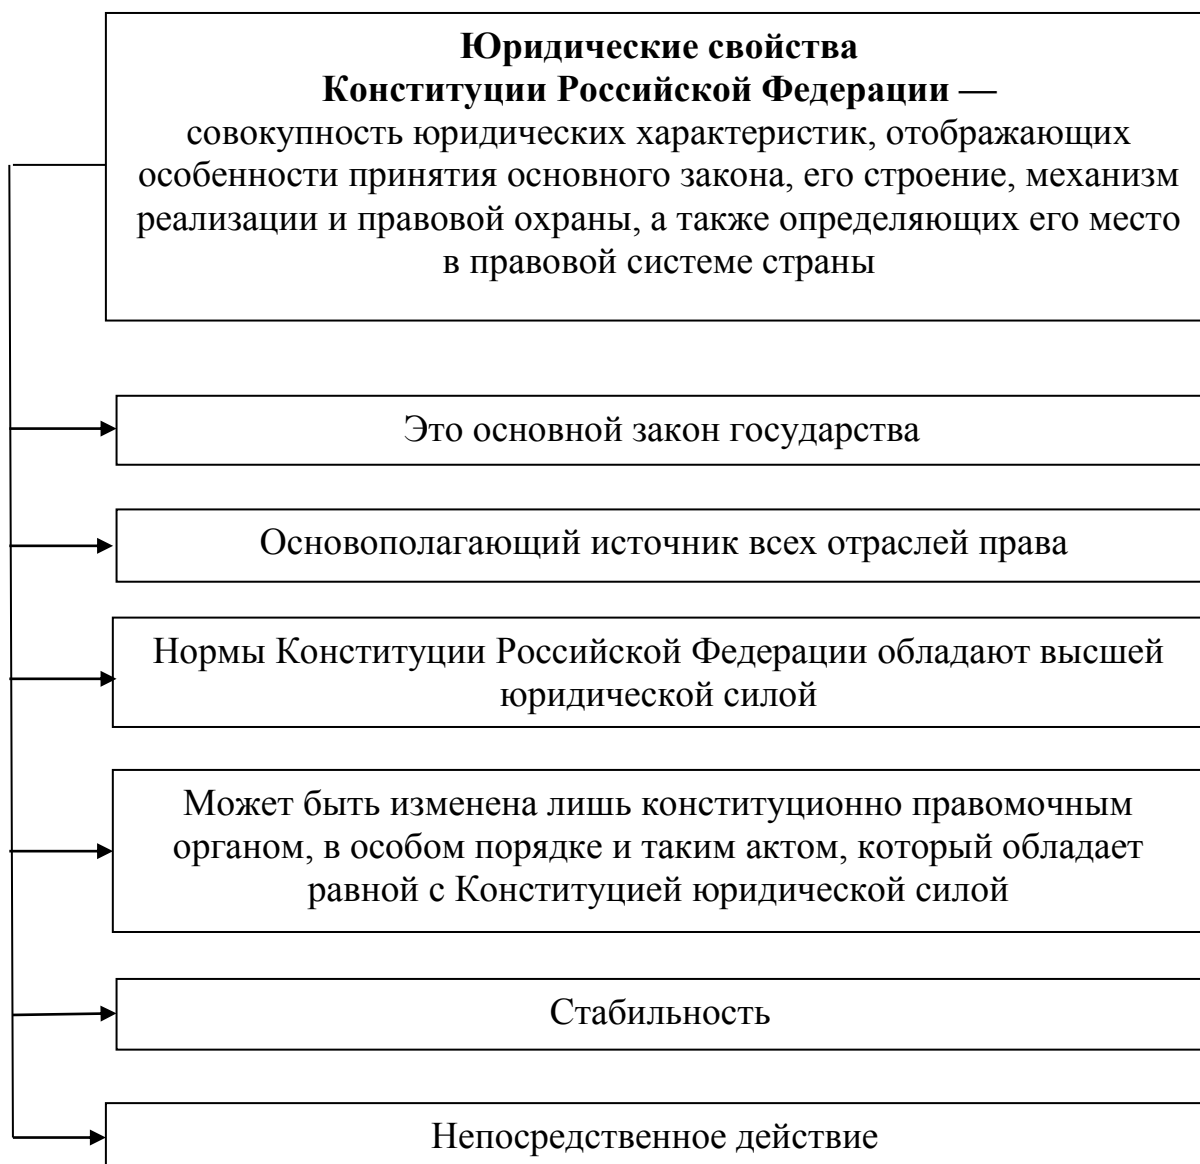 Юридические свойства
Конституции Российской Федерации —
совокупность юридических характеристик, отображающих
особенности принятия основного закона, его строение, механизм
реализации и правовой охраны, а также определяющих его место
в правовой системе страны
Это основной закон государства
Основополагающий источник всех отраслей права
Нормы Конституции Российской Федерации обладают высшей
юридической силой
Может быть изменена лишь конституционно правомочным
органом, в особом порядке и таким актом, который обладает
равной с Конституцией юридической силой
Стабильность
Непосредственное действие